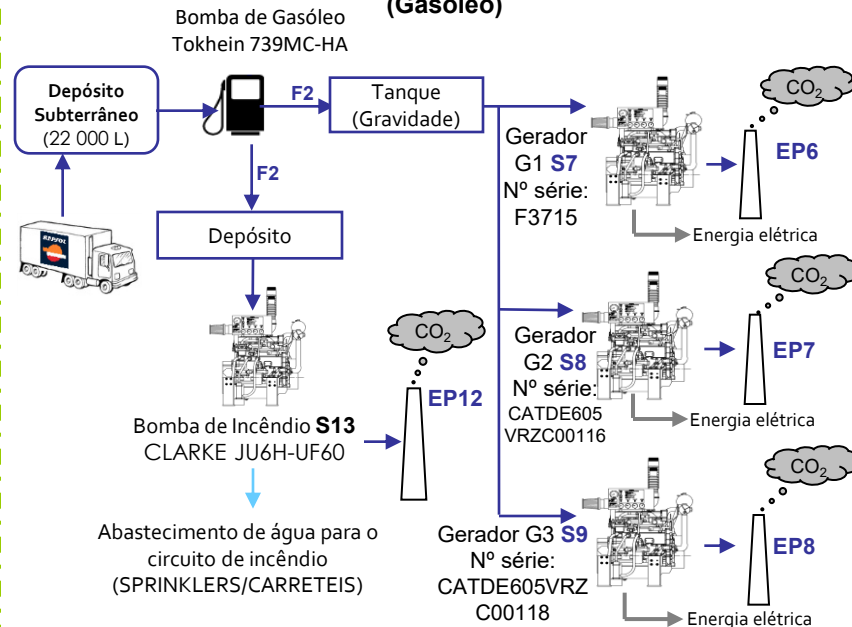 (Gasóleo)
Bomba de Gasóleo
Tokhein 739MC-HA
Depósito
Subterrâneo
(22 000 L)
F2
Tanque
(Gravidade)
F2
Depósito
REPSOL
Gerador
G1 S7
Nº série:
F3715
CO2
EP6
Energia elétrica
Gerador
G2 S8
Nº série:
CATDE605
VRZC00116
CO2
EP7
Energia elétrica
CO2
EP12
Bomba de Incêndio S13
CLARKE JU6H-UF60
Abastecimento de água para o
circuito de incêndio
(SPRINKLERS/CARRETEIS)
Gerador G3 S9
Nº série:
CATDE605VRZ
C00118
CO2
EP8
Energia elétrica